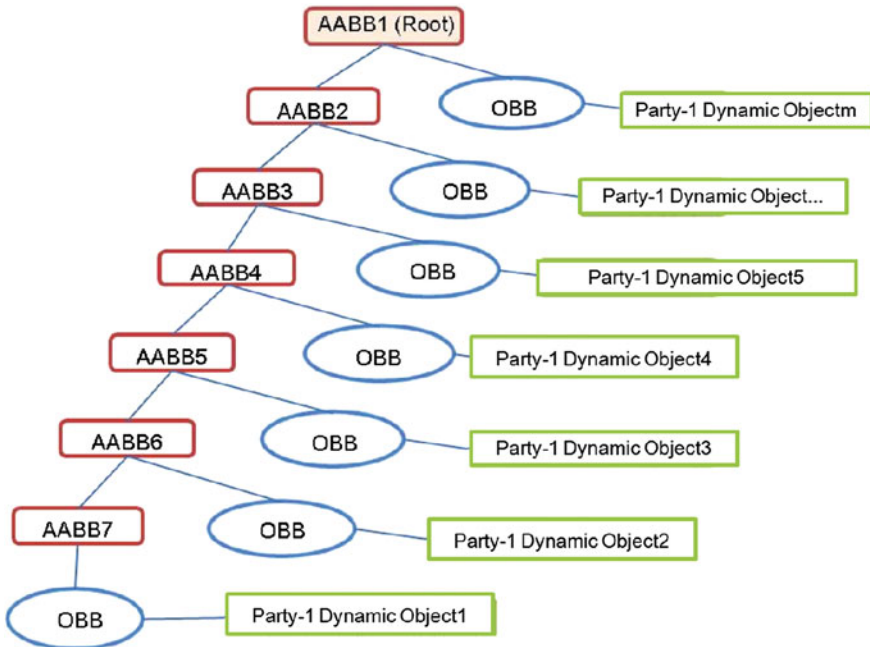 AABB1 (Root)
OBB
Party-1 Dynamic Objectm
AABB2
OBB
Party-1 Dynamic Object...
AABB3
OBB
Party-1 Dynamic Object5
AABB4
OBB
Party-1 Dynamic Object4
AABB5
OBB
Party-1 Dynamic Object3
AABB6
OBB
Party-1 Dynamic Object2
AABB7
OBB
Party-1 Dynamic Object1